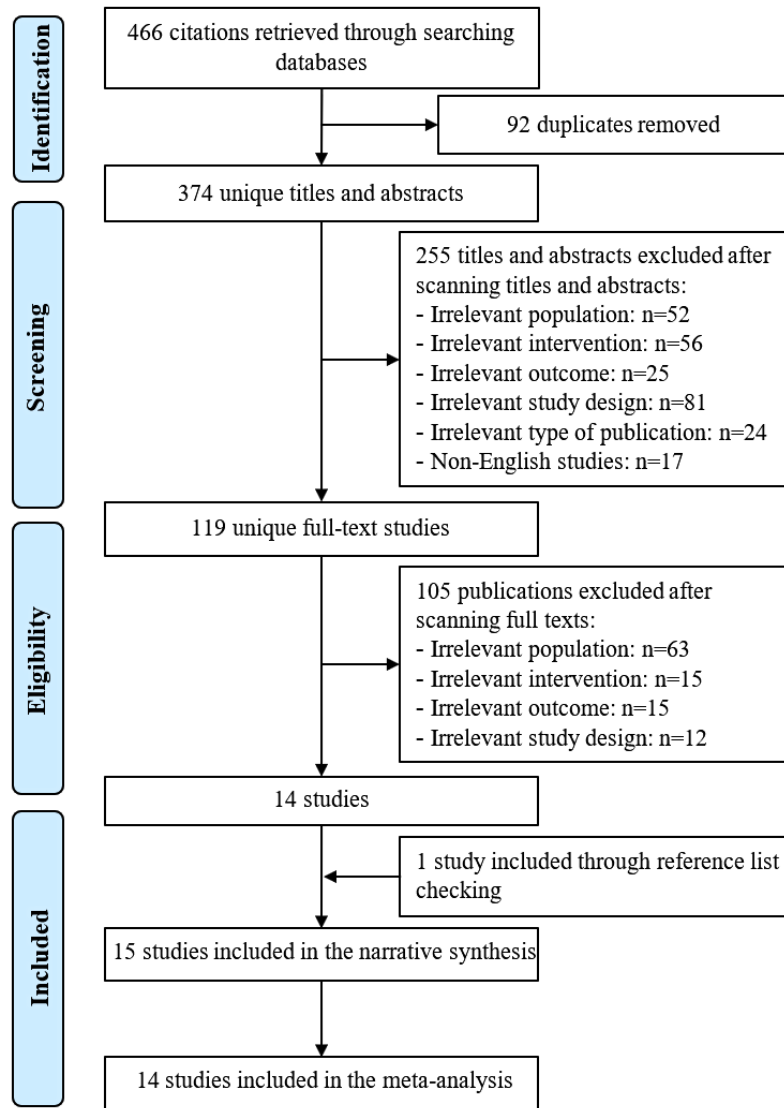 Identification
466 citations retrieved through searching
databases
92 duplicates removed
374 unique titles and abstracts
Screening
255 titles and abstracts excluded after
scanning titles and abstracts:
- Irrelevant population: n=52
- Irrelevant intervention: n=56
- Irrelevant outcome: n=25
- Irrelevant study design: n=81
- Irrelevant type of publication: n=24
- Non-English studies: n=17
119 unique full-text studies
Eligibility
105 publications excluded after
scanning full texts:
- Irrelevant population: n=63
- Irrelevant intervention: n=15
- Irrelevant outcome: n=15
- Irrelevant study design: n=12
14 studies
Included
1 study included through reference list
checking
15 studies included in the narrative synthesis
14 studies included in the meta-analysis